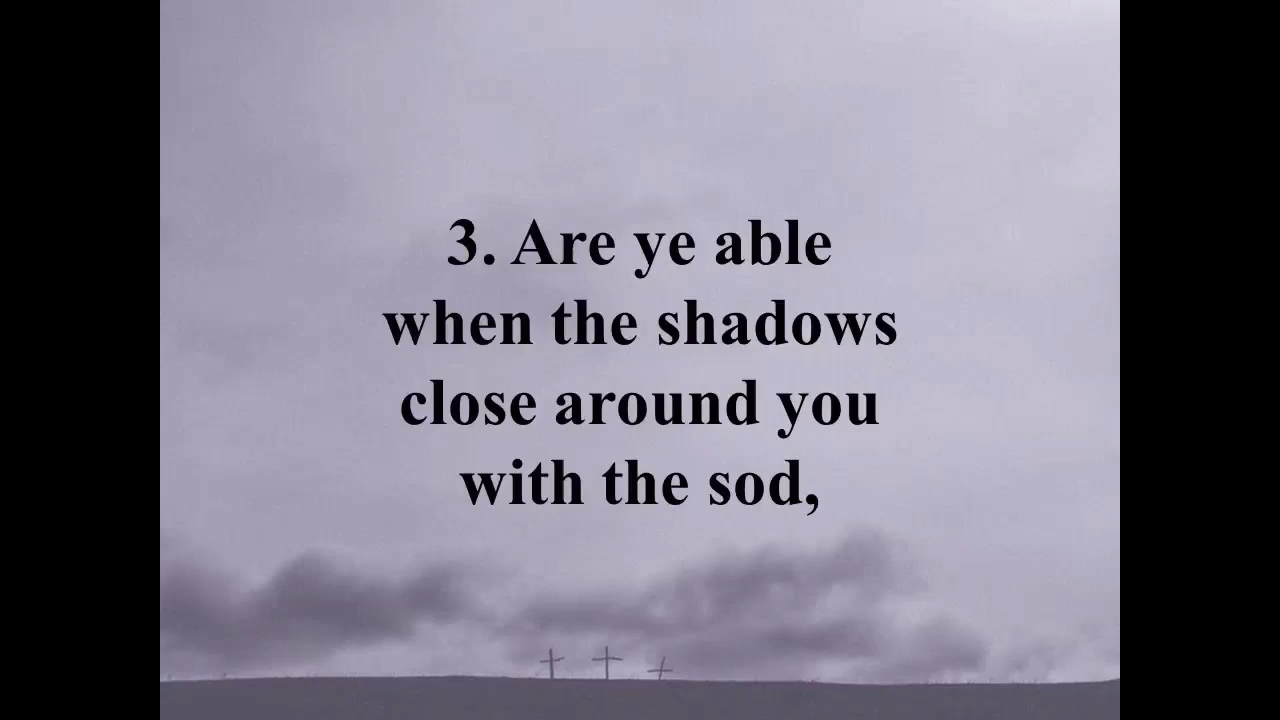 3. Are ye able
when the shadows
close around you
with the sod,